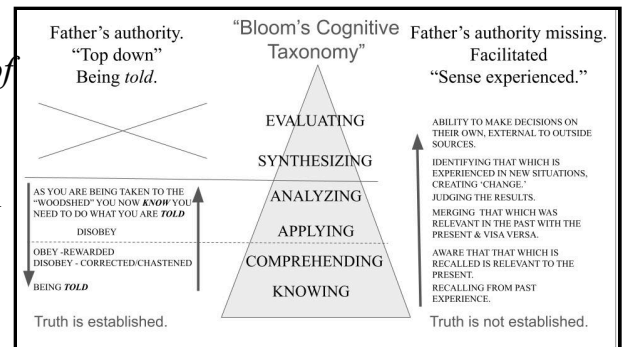 of
Father's authority.
"Top down"
Being told.
AS YOU ARE BEING TAKEN TO THE
"WOODSHED" YOU NOW KNOW YOU
NEED TO DO WHAT YOU ARE TOLD
DISOBEY
OBEY -REWARDED
DISOBEY - CORRECTED/CHASTENED
BEING TOLD
Truth is established.
"Bloom's Cognitive
Taxonomy"
EVALUATING
SYNTHESIZING
ANALYZING
APPLYING
COMPREHENDING
KNOWING
Father's authority missing.
Facilitated
"Sense experienced."
ABILITY TO MAKE DECISIONS ON
THEIR OWN, EXTERNAL TO OUTSIDE
SOURCES.
IDENTIFYING THAT WHICH IS
EXPERIENCED IN NEW SITUATIONS,
CREATING 'CHANGE.'
JUDGING THE RESULTS.
MERGING THAT WHICH WAS
RELEVANT IN THE PAST WITH THE
PRESENT & VISA VERSA.
AWARE THAT THAT WHICH IS
RECALLED IS RELEVANT TO THE
PRESENT.
RECALLING FROM PAST
EXPERIENCE.
Truth is not established.